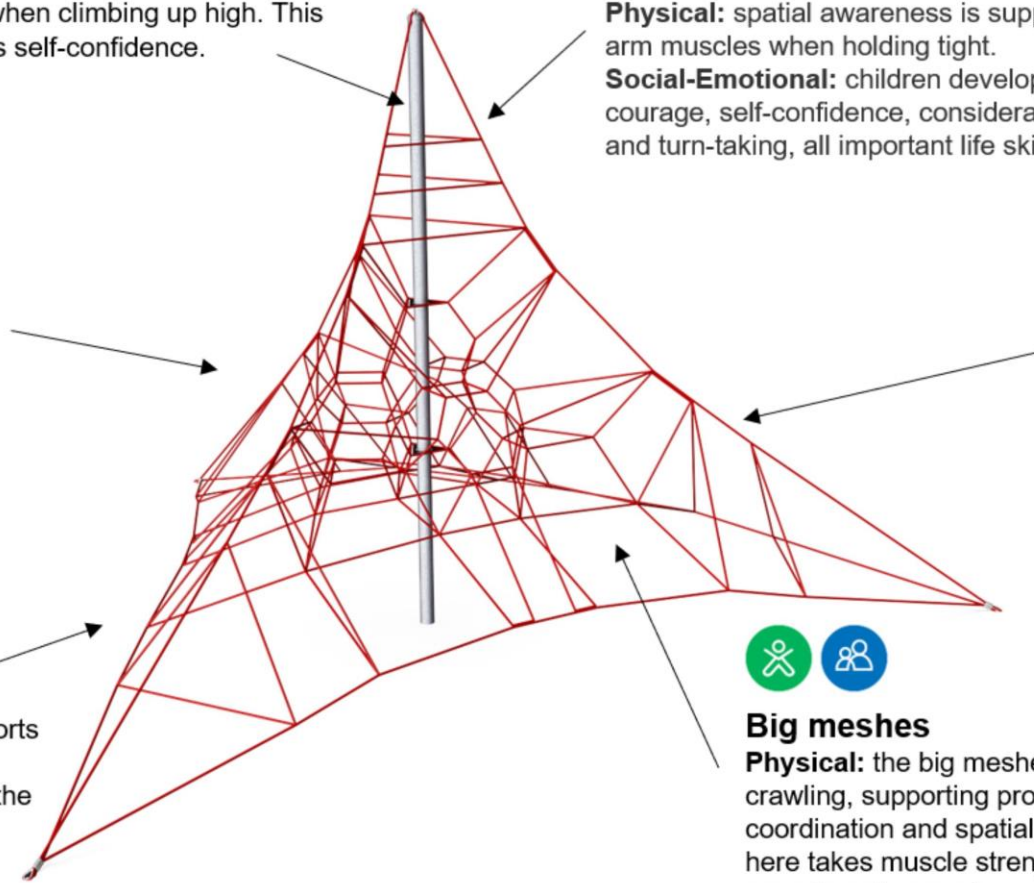 when climbing up high. This
s self-confidence.
Physical: spatial awareness is sup
arm muscles when holding tight.
Social-Emotional: children develop
courage, self-confidence, considera
and turn-taking, all important life ski
orts
the
Big meshes
Physical: the big meshe
crawling, supporting pro
coordination and spatial
here takes muscle stren